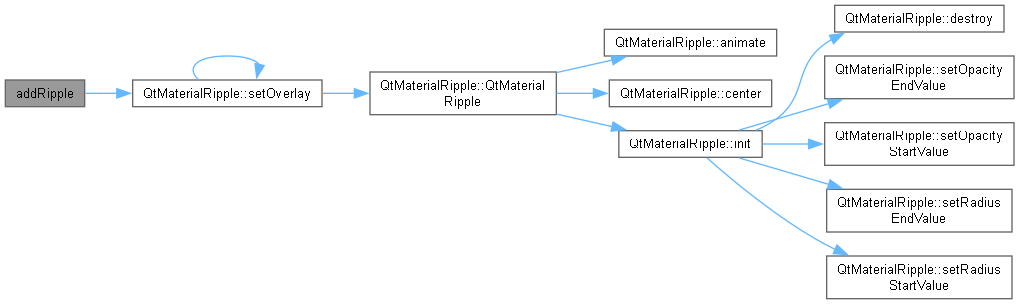 addRipple
QtMaterialRipple::setOverlay
QtMaterialRipple::QtMaterial
Ripple
QtMaterialRipple::animate
QtMaterialRipple::center
QtMaterialRipple::init
QtMaterialRipple::destroy
QtMaterialRipple::setOpacity
EndValue
QtMaterialRipple::setOpacity
StartValue
QtMaterialRipple::setRadius
EndValue
QtMaterialRipple::setRadius
StartValue